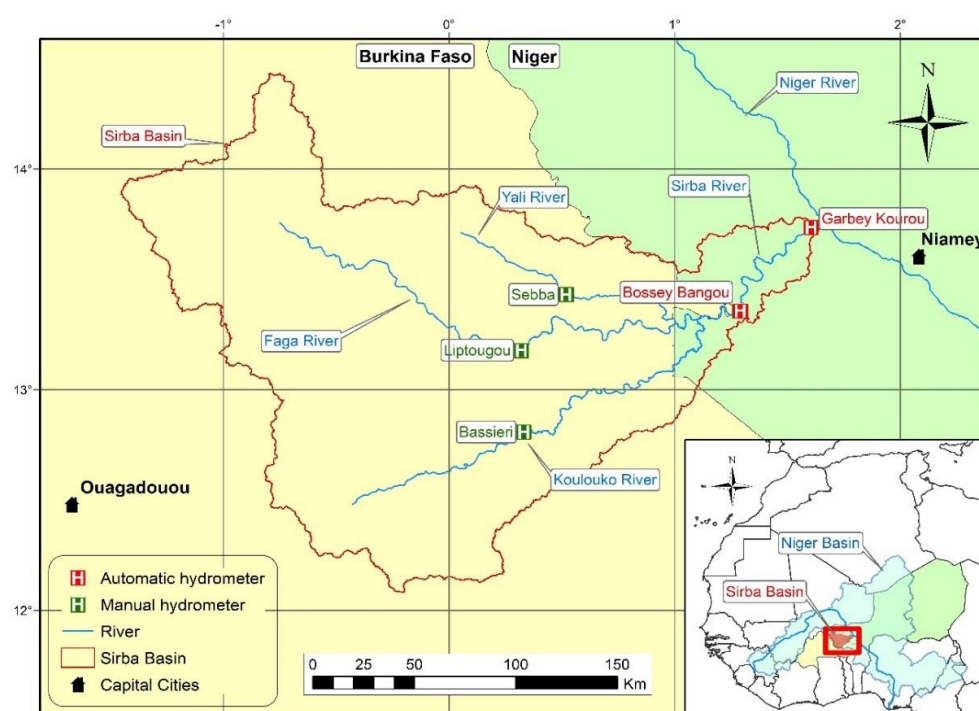 -1°
0°
1°
2°
Burkina Faso
Niger
N
Niger River
Sirba Basin
14°
Yali River
Sirba River
Garbey Kourou
Niamey
Sebba
Bossey Bangou
Faga River
Liptougou
13°
Bassieri
Koulouko River
Ouagadouou
12°
H Automatic hydrometer
H Manual hydrometer
River
Sirba Basin
Capital Cities
0 25 50 100 150
Km
N
Niger Basin
Sirba Basin